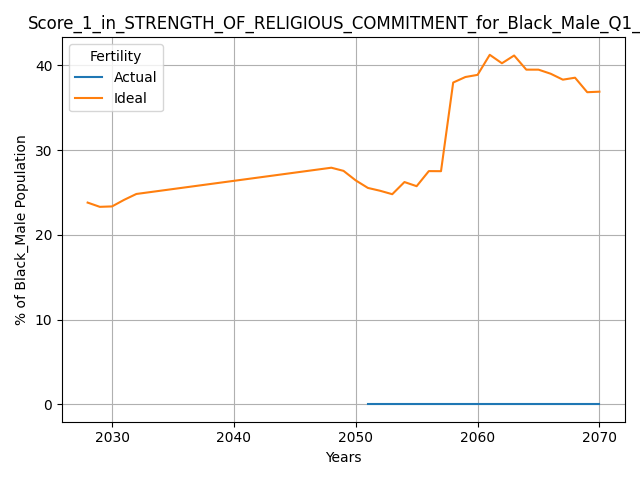 Score_1_in_STRENGTH_OF_RELIGIOUS_COMMITMENT_for_Black_Male_Q1_
Fertility
Actual
Ideal
% of Black_Male Population
40
30
20
10
0
2030 2040 2050 2060 2070
Years